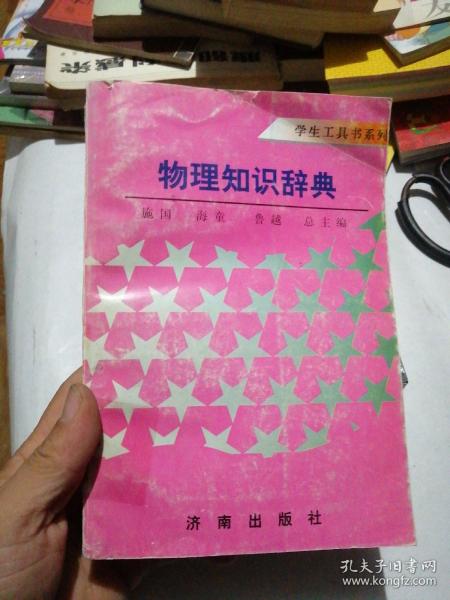 学生工具书系列
物理知识辞典
施国 海童 鲁越 总主编
济南出版社
孔夫子旧书网
www.kongfz.com